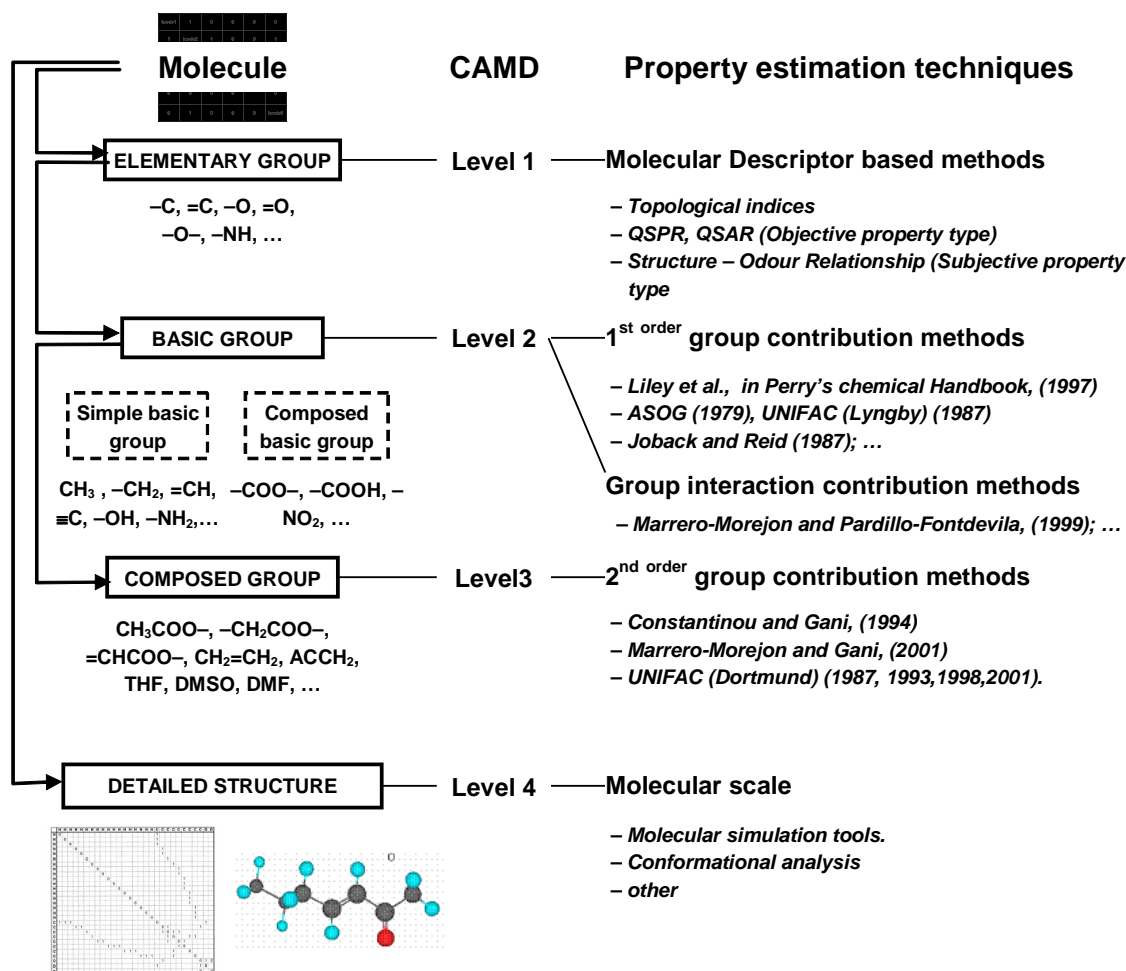 Molecule
CAMD
Property estimation techniques
ELEMENTARY GROUP
Level 1
Molecular Descriptor based methods
–C, =C, –O, =O,
–O–, –NH, …
– Topological indices
– QSPR, QSAR (Objective property type)
– Structure – Odour Relationship (Subjective property
type
BASIC GROUP
Level 2
1st order group contribution methods
Simple basic
group
Composed
basic group
– Liley et al., in Perry's chemical Handbook, (1997)
– ASOG (1979), UNIFAC (Lyngby) (1987)
– Joback and Reid (1987); …
CH₃ , –CH₂, =CH,
≡C, –OH, –NH₂,…
–COO–, –COOH, –
NO₂, …
Group interaction contribution methods
– Marrero-Morejon and Pardillo-Fontdevila, (1999); …
COMPOSED GROUP
Level3
2nd order group contribution methods
CH₃COO–, –CH₂COO–,
=CHCOO–, CH₂=CH₂, ACCH₂,
THF, DMSO, DMF, …
– Constantinou and Gani, (1994)
– Marrero-Morejon and Gani, (2001)
– UNIFAC (Dortmund) (1987, 1993,1998,2001).
DETAILED STRUCTURE
Level 4
Molecular scale
– Molecular simulation tools.
– Conformational analysis
– other